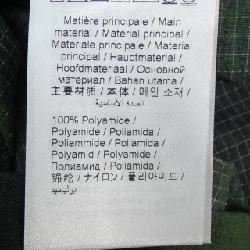 Matière principale / Main
material / Material principal /
Materiale principale / Matéria
principal / Hauptmaterial /
Hoofdmateriaal / Основной
материал / Bahan utama /
主要材质 / 本体 / 메인 소재 /
المادة الأساسية
100% Polyamide /
Polyamide / Poliamida /
Poliammide / Poliamida /
Polyamid / Polyamide /
Полиамид / Poliamida /
锦纶 / ナイロン / 폴리아미드 /
بوليميد